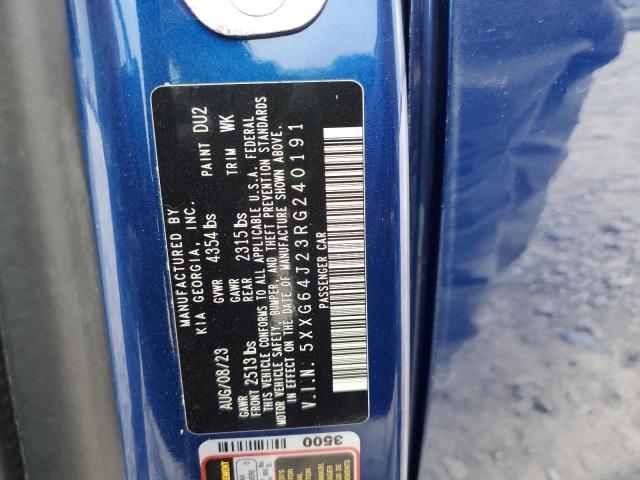 MANUFACTURED BY
KIA GEORGIA, INC.
AUG/08/23 GVWR 4354 lbs PAINT DU2
GAWR FRONT 2513 lbs GAWR REAR 2315 lbs TRIM WK
THIS VEHICLE CONFORMS TO ALL APPLICABLE U.S.A. FEDERAL
MOTOR VEHICLE SAFETY, BUMPER, AND THEFT PREVENTION STANDARDS
IN EFFECT ON THE DATE OF MANUFACTURE SHOWN ABOVE.
V.I.N: 5XXG64J23RG240191
PASSENGER CAR
3500